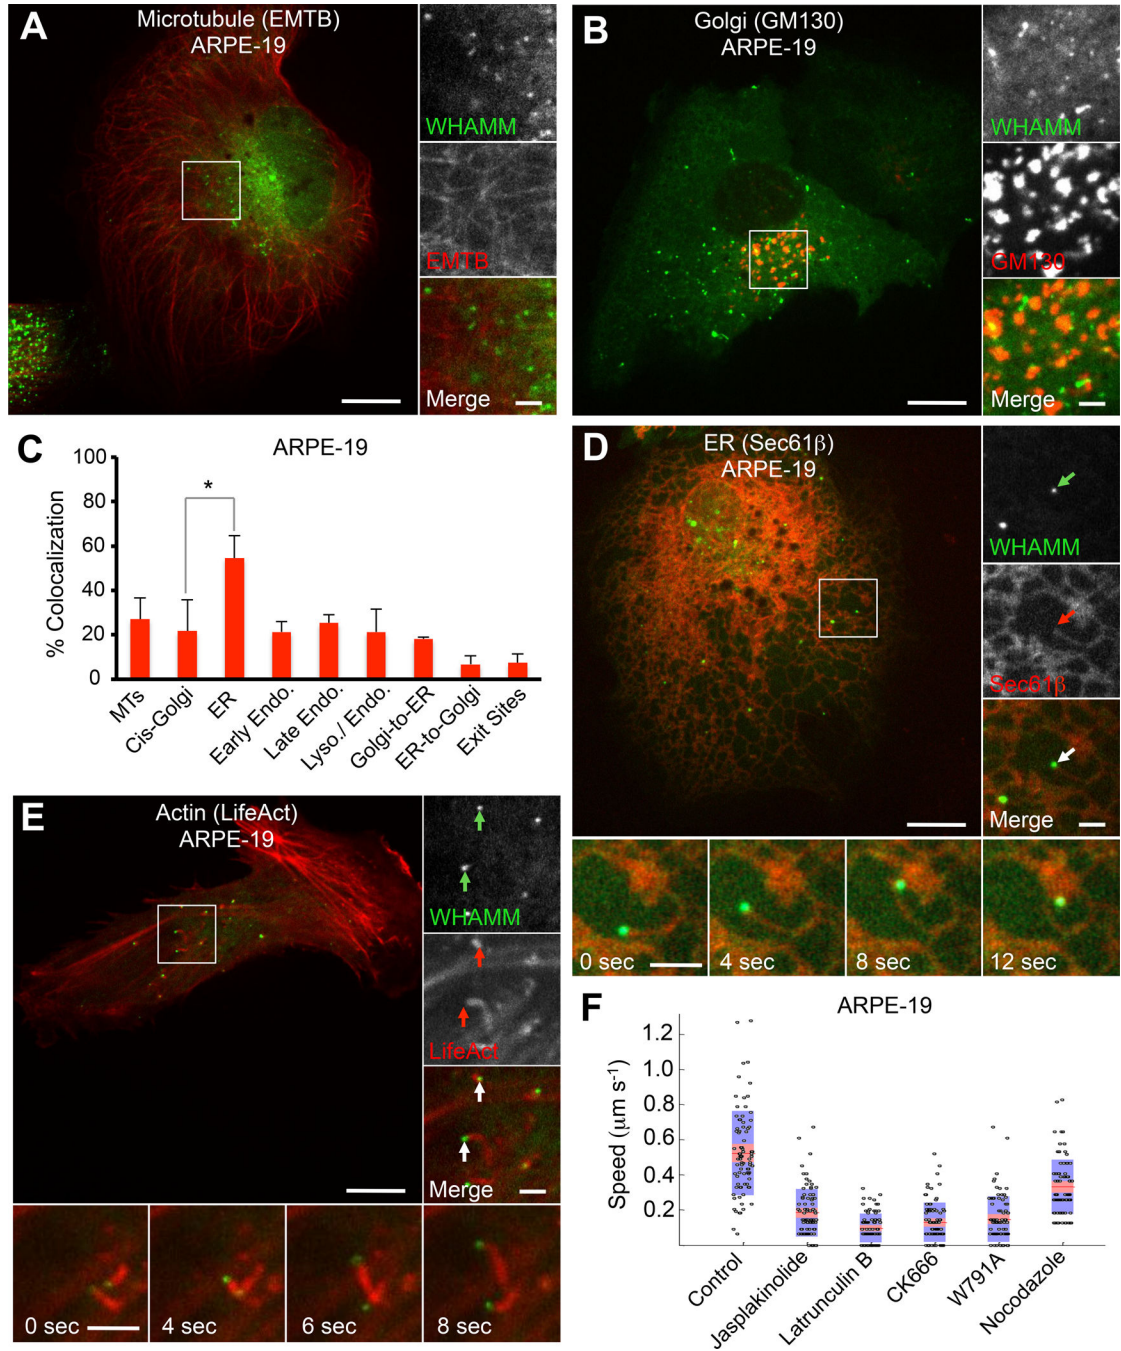 A
Microtubule (EMTB)
ARPE-19
WHAMM
EMTB
Merge
B
Golgi (GM130)
ARPE-19
WHAMM
GM130
Merge
C
ARPE-19
% Colocalization
100
80
60
40
20
0
*
MTs
Cis-Golgi
ER
Early Endo.
Late Endo.
Lyso./ Endo.
Golgi-to-ER
ER-to-Golgi
Exit Sites
D
ER (Sec61β)
ARPE-19
WHAMM
Sec61β
Merge
0 sec
4 sec
8 sec
12 sec
E
Actin (LifeAct)
ARPE-19
WHAMM
LifeAct
Merge
0 sec
4 sec
6 sec
8 sec
F
ARPE-19
Speed (μm s⁻¹)
1.2
1.0
0.8
0.6
0.4
0.2
Control
Jasplakinolide
Latrunculin B
CK666
W791A
Nocodazole